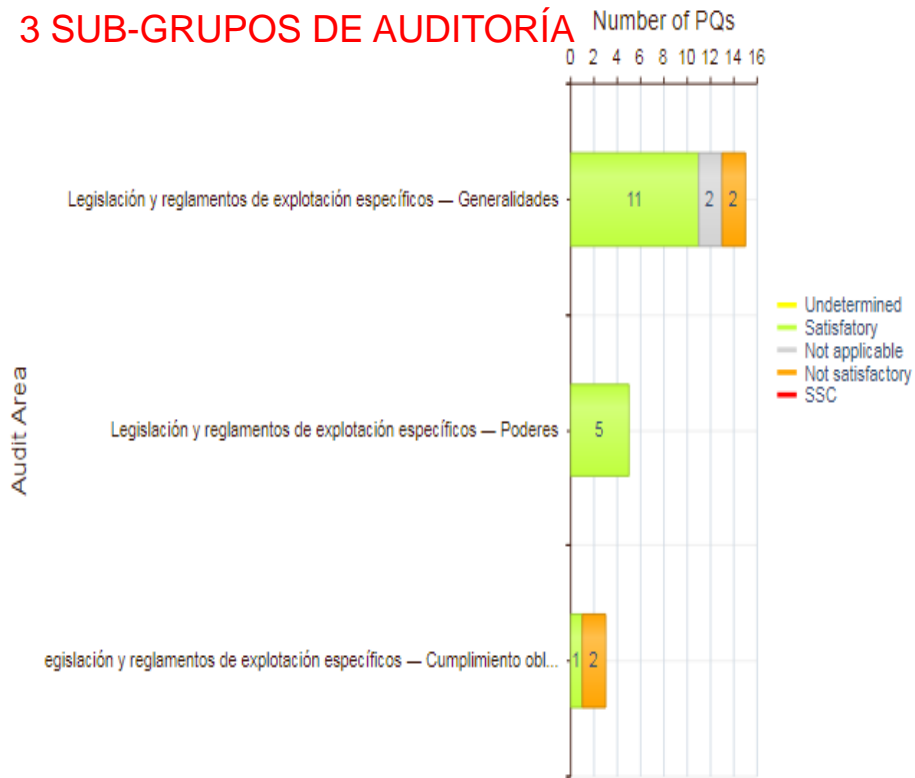 3 SUB-GRUPOS DE AUDITORÍA
Number of PQs
0 2 4 6 8 10 12 14 16
Legislación y reglamentos de explotación específicos — Generalidades
11 2 2
Legislación y reglamentos de explotación específicos — Poderes
5
egislación y reglamentos de explotación específicos — Cumplimiento obl...
1 2
Audit Area
Undetermined
Satisfatory
Not applicable
Not satisfactory
SSC